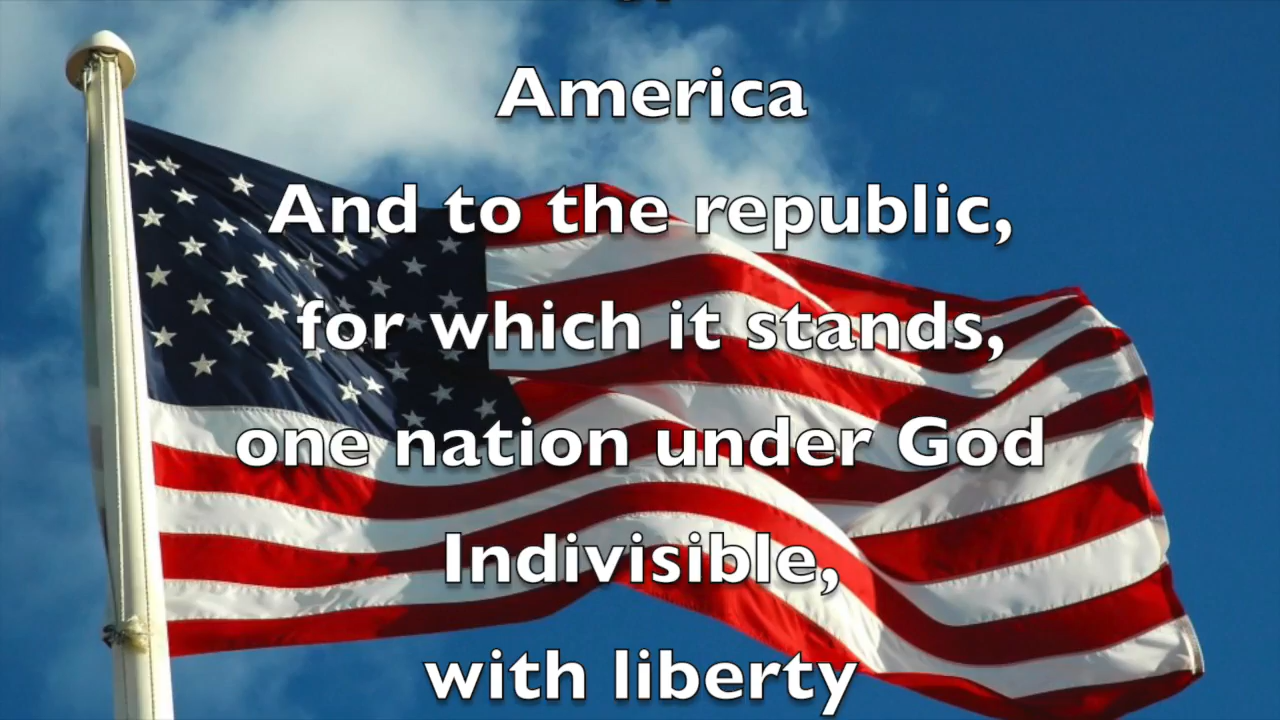 America
And to the republic,
for which it stands,
one nation under God
Indivisible,
with liberty